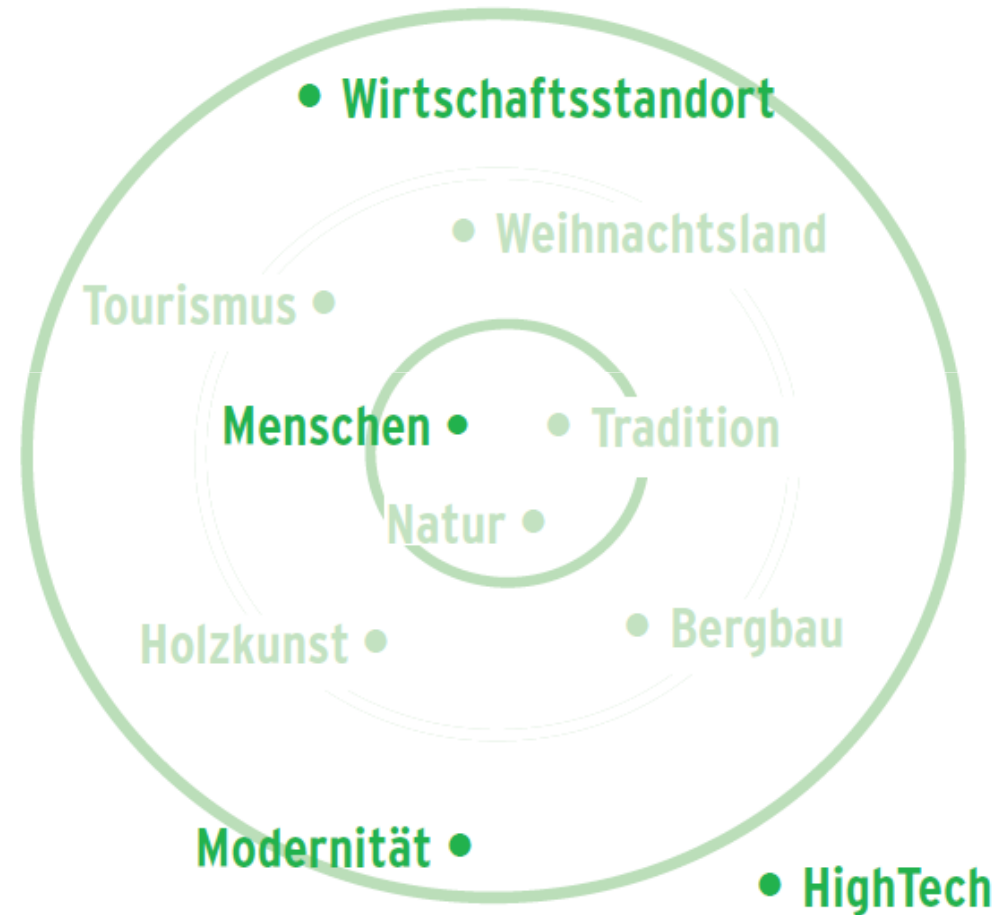 Wirtschaftsstandort
Weihnachtsland
Tourismus
Menschen
Tradition
Natur
Holzkunst
Bergbau
Modernität
HighTech